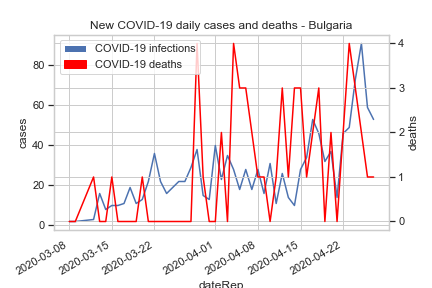 New COVID-19 daily cases and deaths - Bulgaria
COVID-19 infections
COVID-19 deaths
80
60
40
20
0
cases
4
3
2
1
0
deaths
2020-03-08
2020-03-15
2020-03-22
2020-04-01
2020-04-08
2020-04-15
2020-04-22
dateRep